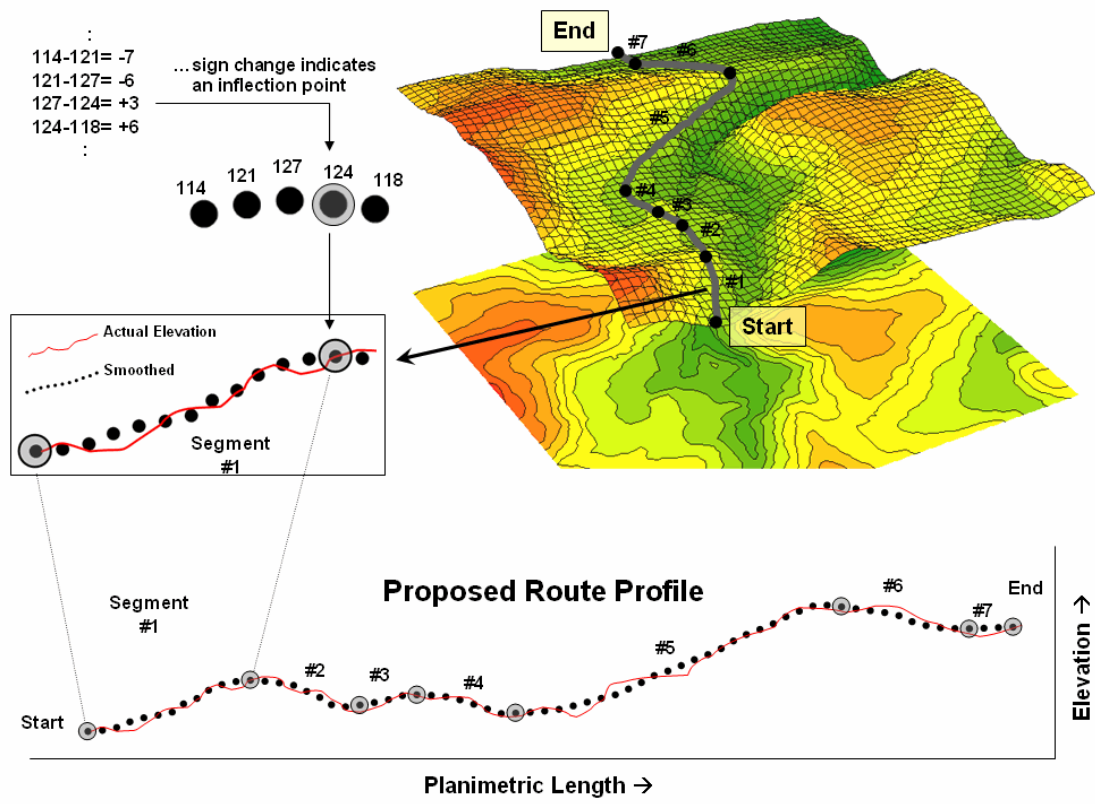 :
114-121= -7
121-127= -6
127-124= +3
124-118= +6
:
…sign change indicates
an inflection point
114
121
127
124
118
Actual Elevation
Smoothed
Segment
#1
End
#7
#6
#5
#4
#3
#2
#1
Start
Proposed Route Profile
Segment
#1
Start
#2
#3
#4
#5
#6
#7
End
Elevation →
Planimetric Length →